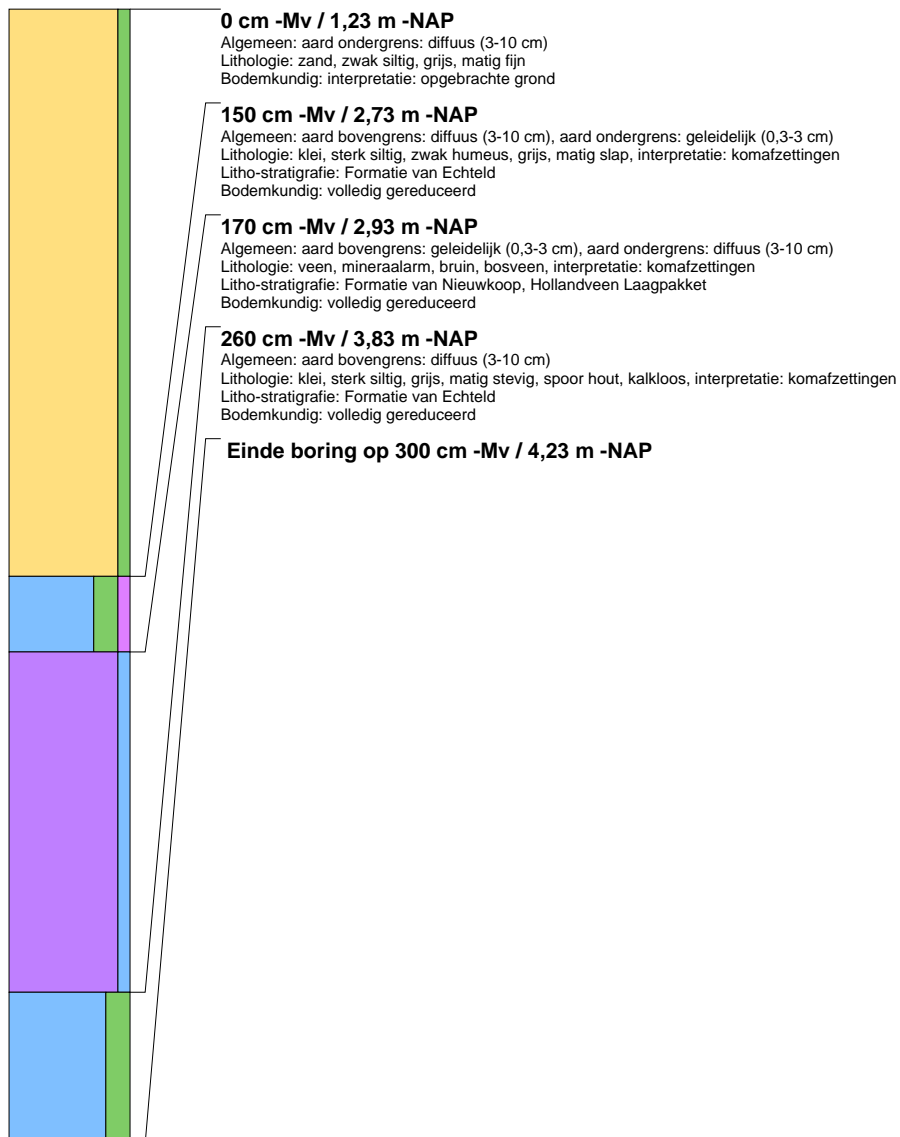 0 cm -Mv / 1,23 m -NAP
Algemeen: aard ondergrens: diffuus (3-10 cm)
Lithologie: zand, zwak siltig, grijs, matig fijn
Bodemkundig: interpretatie: opgebrachte grond
150 cm -Mv / 2,73 m -NAP
Algemeen: aard bovengrens: diffuus (3-10 cm), aard ondergrens: geleidelijk (0,3-3 cm)
Lithologie: klei, sterk siltig, zwak humeus, grijs, matig slap, interpretatie: komafzettingen
Litho-stratigrafie: Formatie van Echteld
Bodemkundig: volledig gereduceerd
170 cm -Mv / 2,93 m -NAP
Algemeen: aard bovengrens: geleidelijk (0,3-3 cm), aard ondergrens: diffuus (3-10 cm)
Lithologie: veen, mineraalarm, bruin, bosveen, interpretatie: komafzettingen
Litho-stratigrafie: Formatie van Nieuwkoop, Hollandveen Laagpakket
Bodemkundig: volledig gereduceerd
260 cm -Mv / 3,83 m -NAP
Algemeen: aard bovengrens: diffuus (3-10 cm)
Lithologie: klei, sterk siltig, grijs, matig stevig, spoor hout, kalkloos, interpretatie: komafzettingen
Litho-stratigrafie: Formatie van Echteld
Bodemkundig: volledig gereduceerd
Einde boring op 300 cm -Mv / 4,23 m -NAP